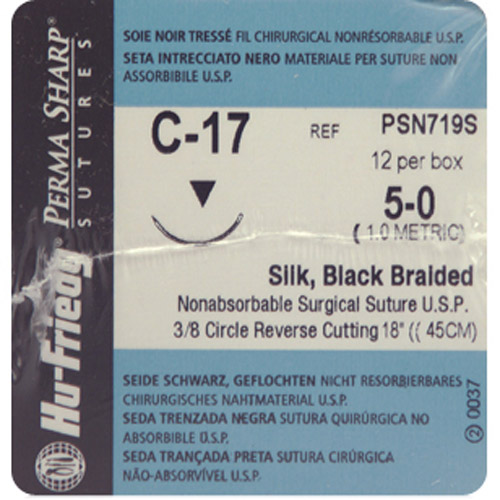 SOIE NOIR TRESSÉ FIL CHIRURGICAL NONRÉSORBABLE U.S.P.
SETA INTRECCIATO NERO MATERIALE PER SUTURE NON
ASSORBIBILE U.S.P.
C-17
REF PSN719S
12 per box
5-0
(1.0 METRIC)
Silk, Black Braided
Nonabsorbable Surgical Suture U.S.P.
3/8 Circle Reverse Cutting 18" (( 45CM)
SEIDE SCHWARZ, GEFLOCHTEN NICHT RESORBIERBARES
CHIRURGISCHES NAHTMATERIAL U.S.P.
SEDA TRENZADA NEGRA SUTURA QUIRÚRGICA NO
ABSORBIBLE U.S.P.
SEDA TRANÇADA PRETA SUTURA CIRÚRGICA
NÃO-ABSORVÍVEL U.S.P.
Hu-Friedy®
PERMA SHARP®
SUTURES
② 0037